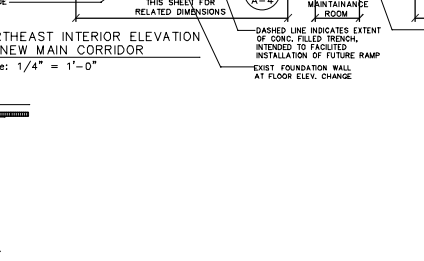 THIS SHEET FOR
RELATED DIMENSIONS
A-4
MAINTAINANCE
ROOM
DASHED LINE INDICATES EXTENT
OF CONC. FILLED TRENCH,
INTENDED TO FACILITED
INSTALLATION OF FUTURE RAMP
EXIST FOUNDATION WALL
AT FLOOR ELEV. CHANGE
INTERIOR ELEVATION
NEW MAIN CORRIDOR
1/4" = 1'-0"